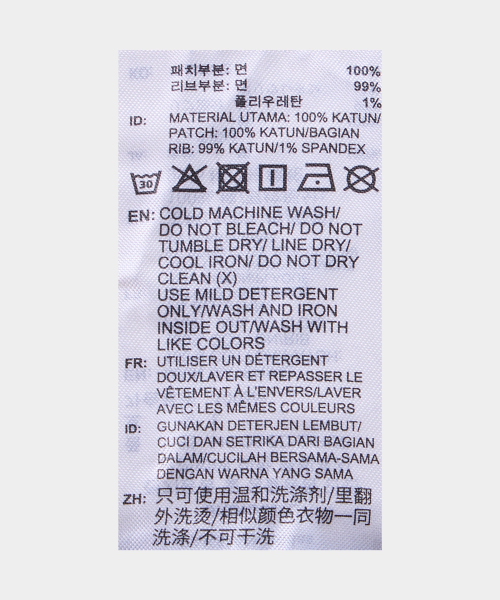 패치부분: 면 100%
리브부분: 면 99%
폴리우레탄 1%
ID: MATERIAL UTAMA: 100% KATUN/
PATCH: 100% KATUN/BAGIAN
RIB: 99% KATUN/1% SPANDEX
30
EN: COLD MACHINE WASH/
DO NOT BLEACH/ DO NOT
TUMBLE DRY/ LINE DRY/
COOL IRON/ DO NOT DRY
CLEAN (X)
USE MILD DETERGENT
ONLY/WASH AND IRON
INSIDE OUT/WASH WITH
LIKE COLORS
FR: UTILISER UN DÉTERGENT
DOUX/LAVER ET REPASSER LE
VÊTEMENT À L'ENVERS/LAVER
AVEC LES MÊMES COULEURS
ID: GUNAKAN DETERJEN LEMBUT/
CUCI DAN SETRIKA DARI BAGIAN
DALAM/CUCILAH BERSAMA-SAMA
DENGAN WARNA YANG SAMA
ZH: 只可使用温和洗涤剂/里翻
外洗烫/相似颜色衣物一同
洗涤/不可干洗